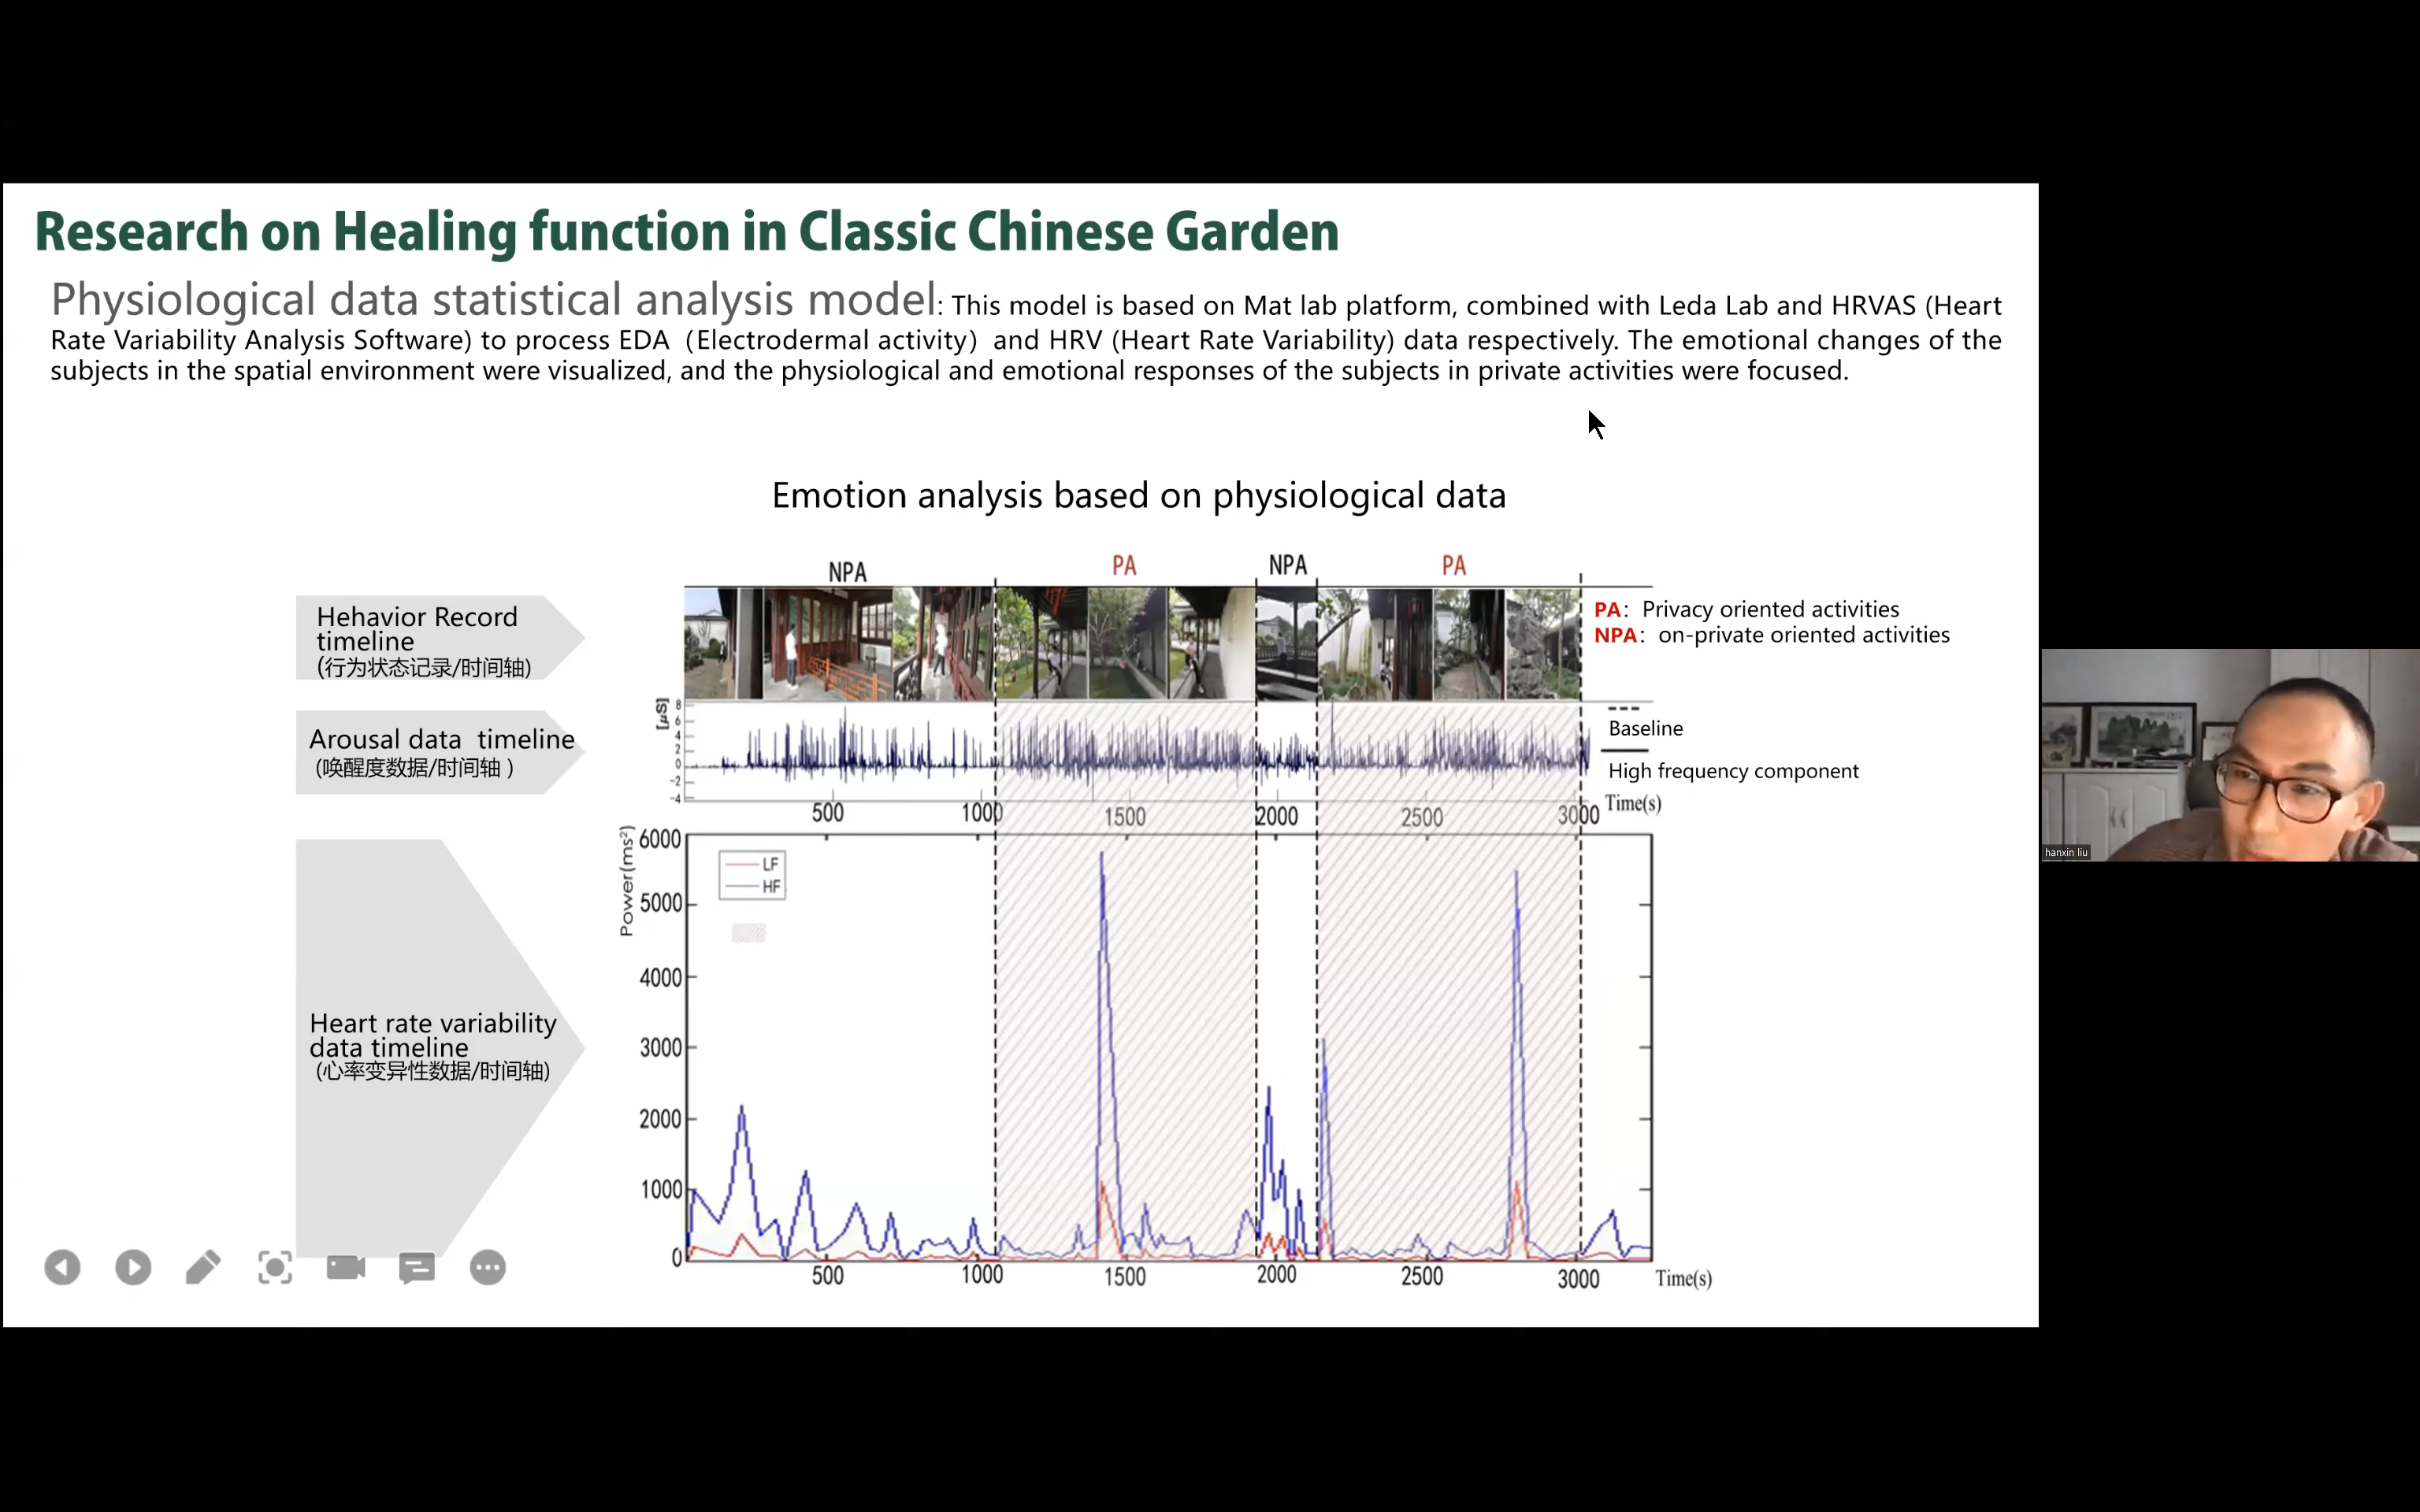 Research on Healing function in Classic Chinese Garden
Physiological data statistical analysis model: This model is based on Mat lab platform, combined with Leda Lab and HRVAS (Heart
Rate Variability Analysis Software) to process EDA（Electrodermal activity）and HRV (Heart Rate Variability) data respectively. The emotional changes of the
subjects in the spatial environment were visualized, and the physiological and emotional responses of the subjects in private activities were focused.
Emotion analysis based on physiological data
NPA PA NPA PA
Hehavior Record
timeline
(行为状态记录/时间轴)
PA： Privacy oriented activities
NPA： on-private oriented activities
Arousal data timeline
(唤醒度数据/时间轴 )
[μS]
8
6
4
2
0
-2
-4
Baseline
High frequency component
500 1000 1500 2000 2500 3000 Time(s)
Heart rate variability
data timeline
(心率变异性数据/时间轴)
Power(ms²)
6000
5000
4000
3000
2000
1000
0
LF
HF
500 1000 1500 2000 2500 3000 Time(s)
hanxin liu